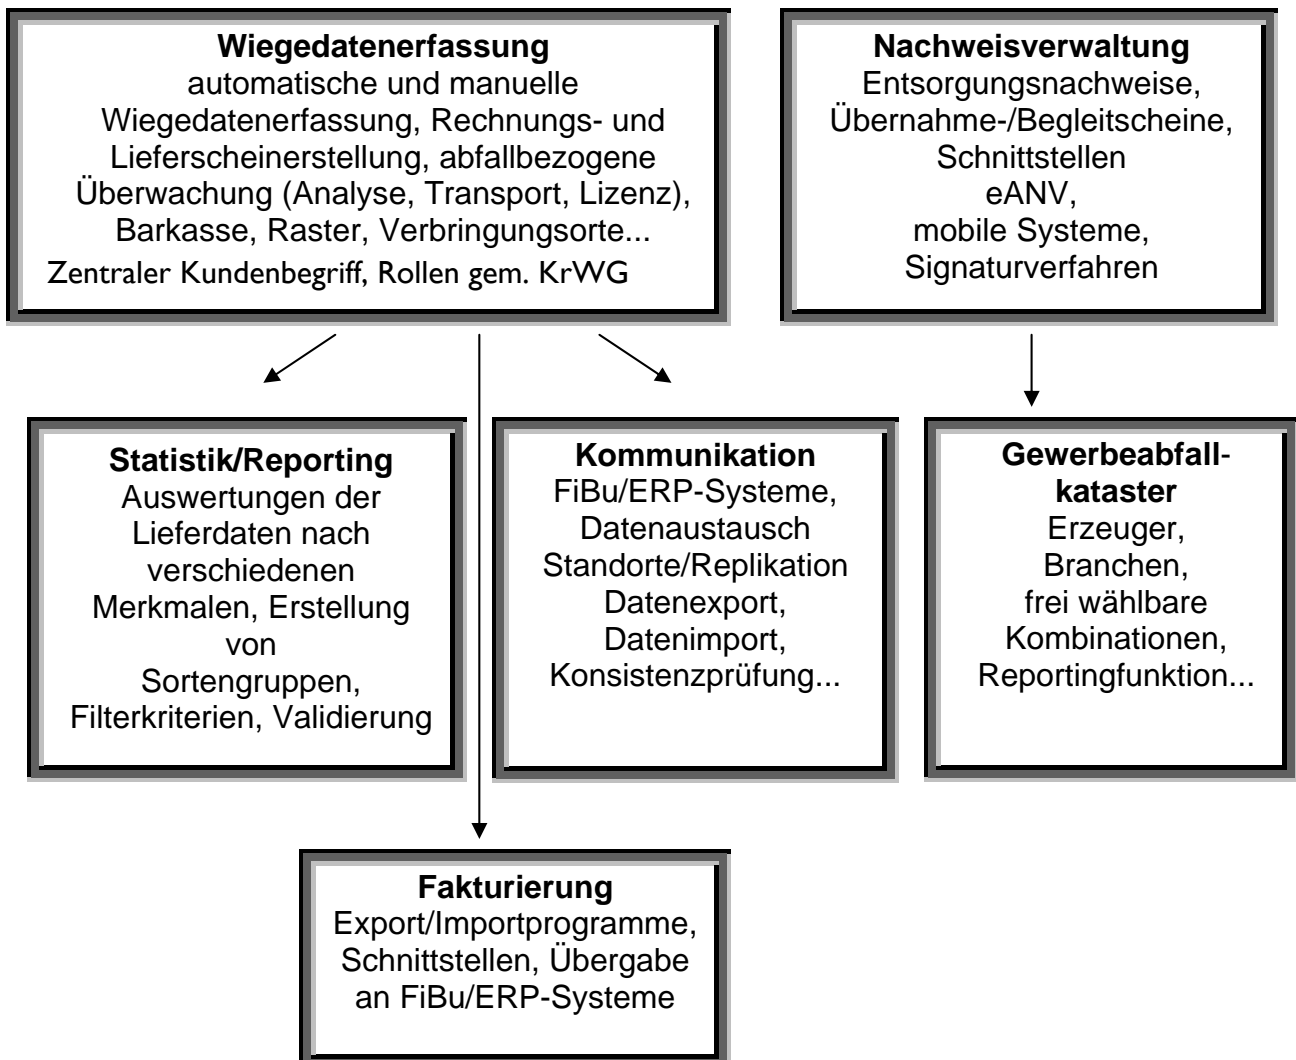 Wiegedatenerfassung
automatische und manuelle
Wiegedatenerfassung, Rechnungs- und
Lieferscheinerstellung, abfallbezogene
Überwachung (Analyse, Transport, Lizenz),
Barkasse, Raster, Verbringungsorte...
Zentraler Kundenbegriff, Rollen gem. KrWG
Nachweisverwaltung
Entsorgungsnachweise,
Übernahme-/Begleitscheine,
Schnittstellen
eANV,
mobile Systeme,
Signaturverfahren
Statistik/Reporting
Auswertungen der
Lieferdaten nach
verschiedenen
Merkmalen, Erstellung
von
Sortengruppen,
Filterkriterien, Validierung
Kommunikation
FiBu/ERP-Systeme,
Datenaustausch
Standorte/Replikation
Datenexport,
Datenimport,
Konsistenzprüfung...
Gewerbeabfall-
kataster
Erzeuger,
Branchen,
frei wählbare
Kombinationen,
Reportingfunktion...
Fakturierung
Export/Importprogramme,
Schnittstellen, Übergabe
an FiBu/ERP-Systeme